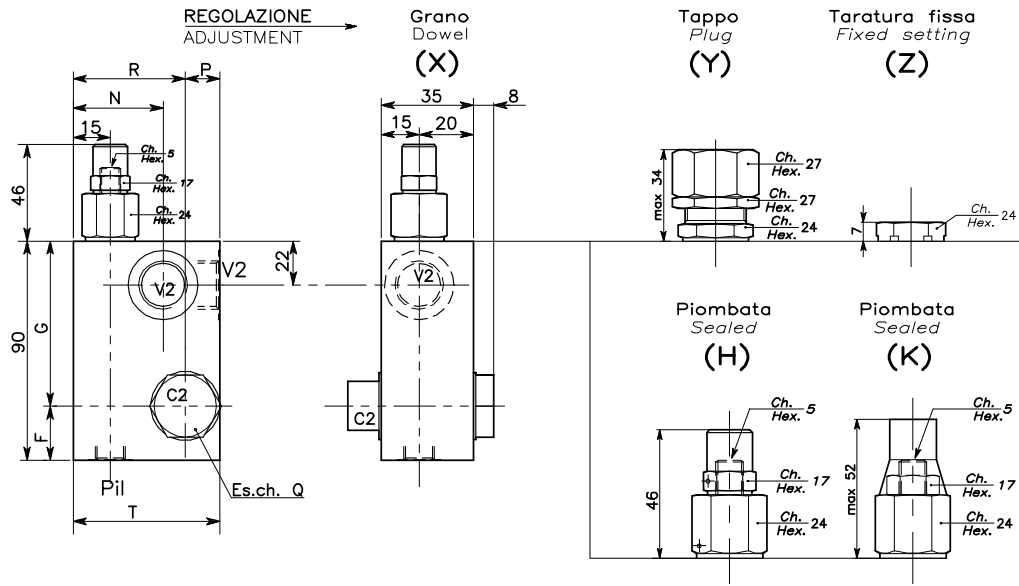 REGOLAZIONE
ADJUSTMENT
Grano
Dowel
(X)
Tappo
Plug
(Y)
Taratura fissa
Fixed setting
(Z)
R
P
N
15
46
Ch.
Hex. 5
Ch.
Hex. 17
Ch.
Hex. 24
90
G
F
22
V2
V2
C2
Pil
Es.ch. Q
T
35
8
15
20
V2
C2
max 34
Ch.
Hex. 27
Ch.
Hex. 27
Ch.
Hex. 24
7
Ch.
Hex. 24
Piombata
Sealed
(H)
46
Ch.
Hex. 5
Ch.
Hex. 17
Ch.
Hex. 24
Piombata
Sealed
(K)
max 52
Ch.
Hex. 5
Ch.
Hex. 17
Ch.
Hex. 24